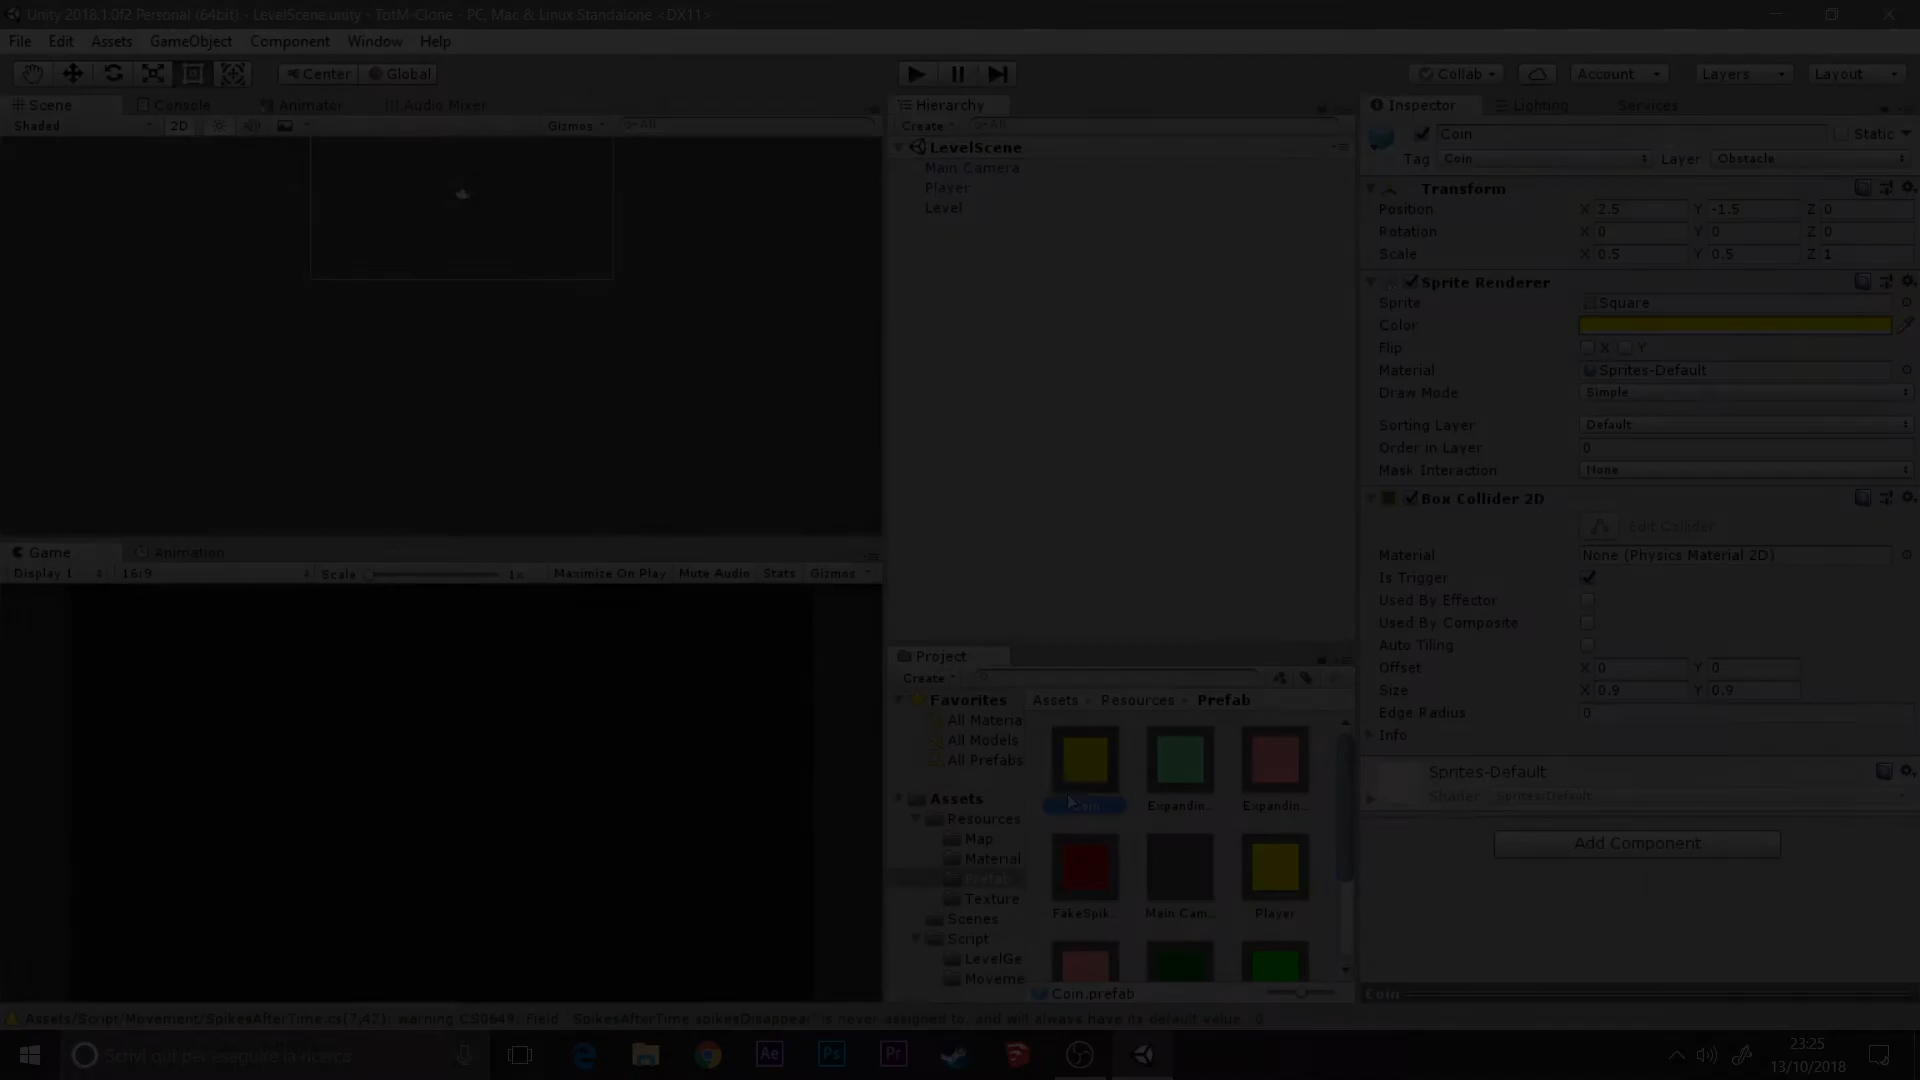 Unity 2018.1.0f2 Personal (64bit) - LevelScene.unity - TotM-Clone - PC, Mac & Linux Standalone <DX11>
File Edit Assets GameObject Component Window Help
Center Global Collab Account Layers Layout
Scene Console Animator Audio Mixer
Shaded 2D Gizmos All
Hierarchy
Create All
LevelScene
Main Camera
Player
Level
Game Animation
Display 1 16:9 Scale 1x Maximize On Play Mute Audio Stats Gizmos
Project
Create
Favorites
All Materia
All Models
All Prefabs
Assets
Resources
Map
Material
Prefab
Texture
Scenes
Script
LevelGe
Moveme
Assets Resources Prefab
Coin Expandin... Expandin...
FakeSpik... Main Cam... Player
Coin.prefab
Inspector Lighting Services
Coin Static
Tag Coin Layer Obstacle
Transform
Position X 2.5 Y -1.5 Z 0
Rotation X 0 Y 0 Z 0
Scale X 0.5 Y 0.5 Z 1
Sprite Renderer
Sprite Square
Color
Flip X Y
Material Sprites-Default
Draw Mode Simple
Sorting Layer Default
Order in Layer 0
Mask Interaction None
Box Collider 2D
Edit Collider
Material None (Physics Material 2D)
Is Trigger
Used By Effector
Used By Composite
Auto Tiling
Offset X 0 Y 0
Size X 0.9 Y 0.9
Edge Radius 0
Info
Sprites-Default
Shader Sprites/Default
Add Component
Coin
Assets/Script/Movement/SpikesAfterTime.cs(7,42): warning CS0649: Field `SpikesAfterTime.spikesDisappear' is never assigned to, and will always have its default value `0'
Scrivi qui per eseguire la ricerca
Ae Ps Pr
23:25
13/10/2018